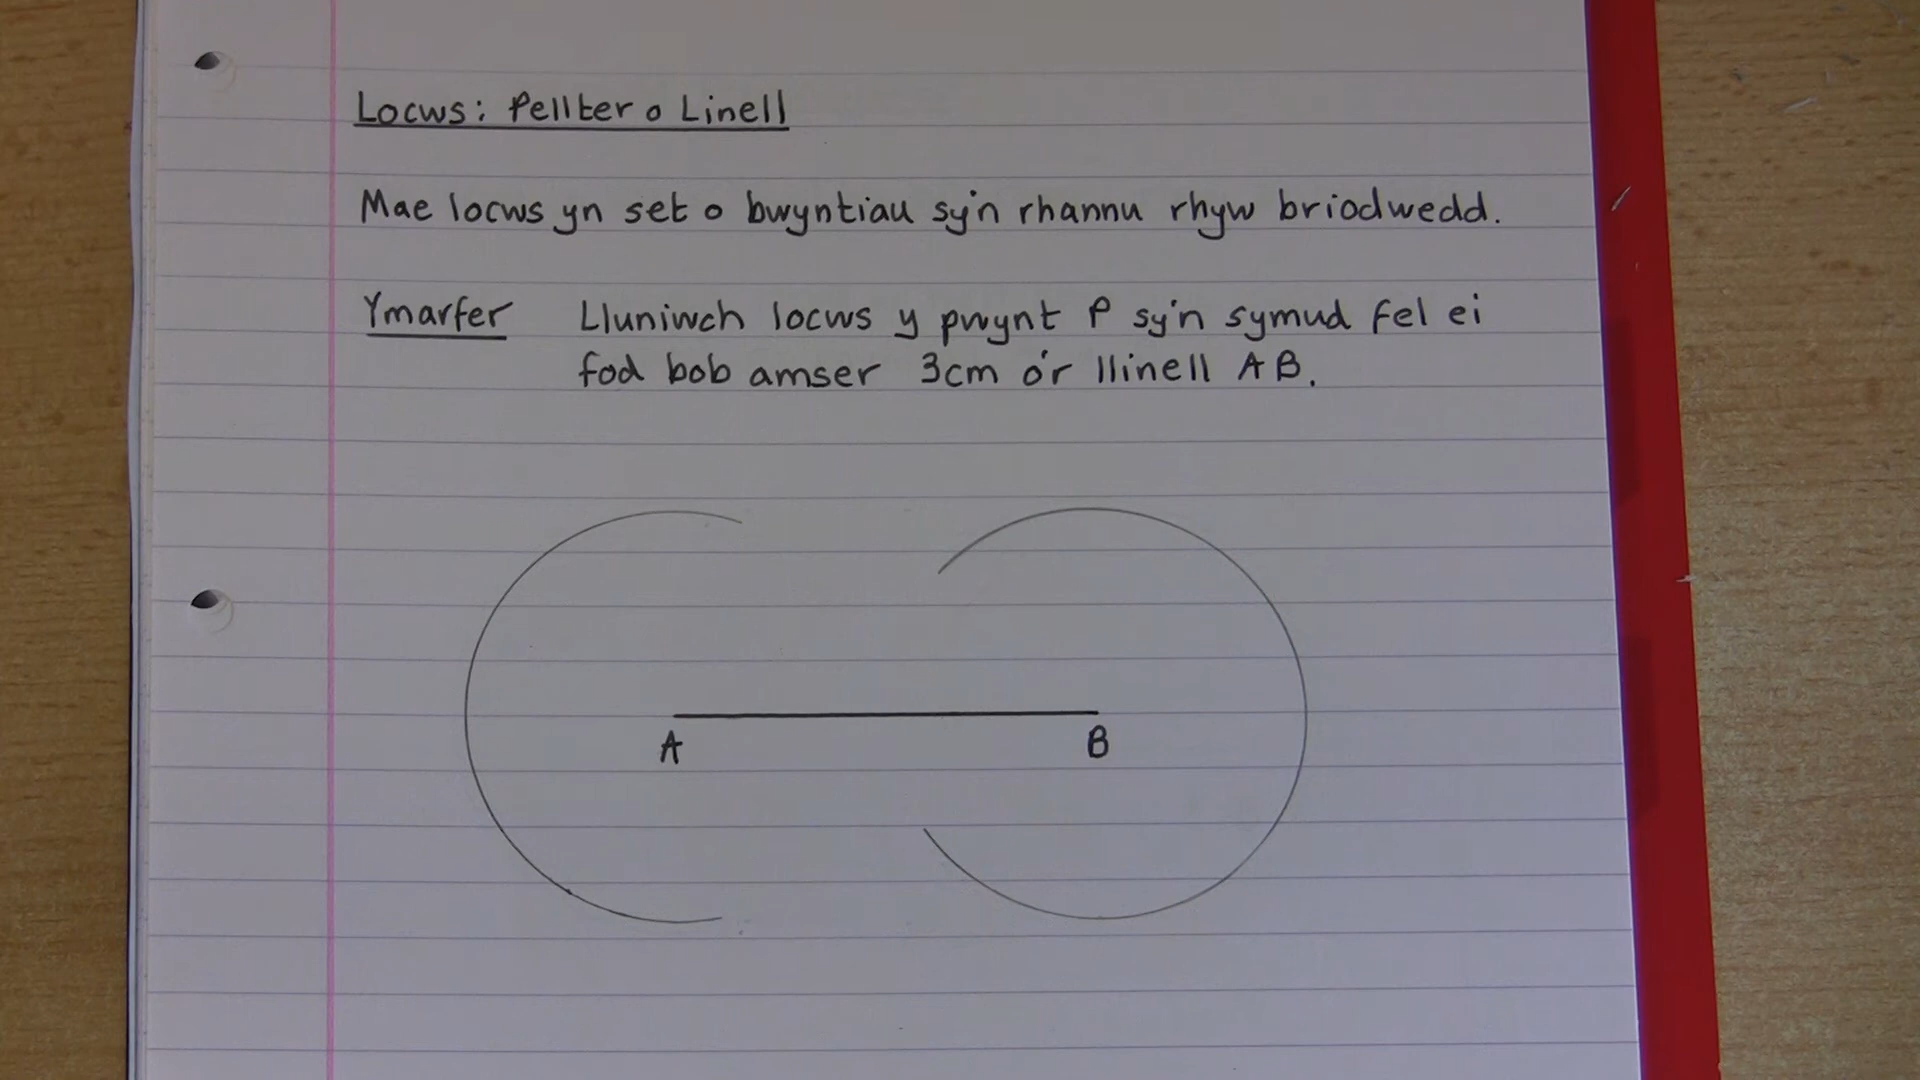 Locws: Pellter o Linell
Mae locws yn set o bwyntiau sy'n rhannu rhyw briodwedd.
Ymarfer Lluniwch locws y pwynt P sy'n symud fel ei
fod bob amser 3cm o'r llinell AB.
A B